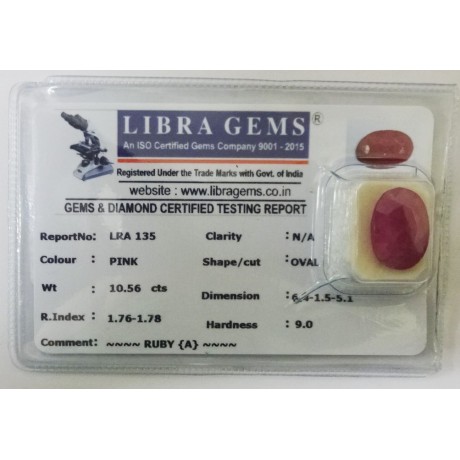 LIBRA GEMS ®
An ISO Certified Gems Company 9001 - 2015
Registered Under the Trade Marks with Govt. of India
website : www.libragems.co.in
GEMS & DIAMOND CERTIFIED TESTING REPORT
ReportNo: LRA 135 Clarity : N/A
Colour : PINK Shape/cut : OVAL
Wt : 10.56 cts Dimension :
R.Index : 1.76-1.78 Hardness : 9.0
Comment: ~~~~ RUBY {A} ~~~~